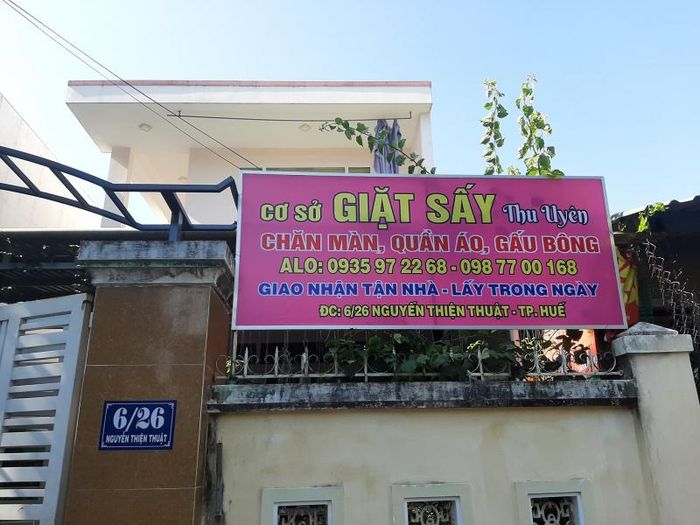 CƠ SỞ GIẶT SẤY Thu Uyên
CHĂN MÀN, QUẦN ÁO, GẤU BÔNG
ALO: 0935 97 22 68 - 098 77 00 168
GIAO NHẬN TẬN NHÀ - LẤY TRONG NGÀY
ĐC: 6/26 NGUYỄN THIỆN THUẬT - TP. HUẾ
6/26
NGUYỄN THIỆN THUẬT